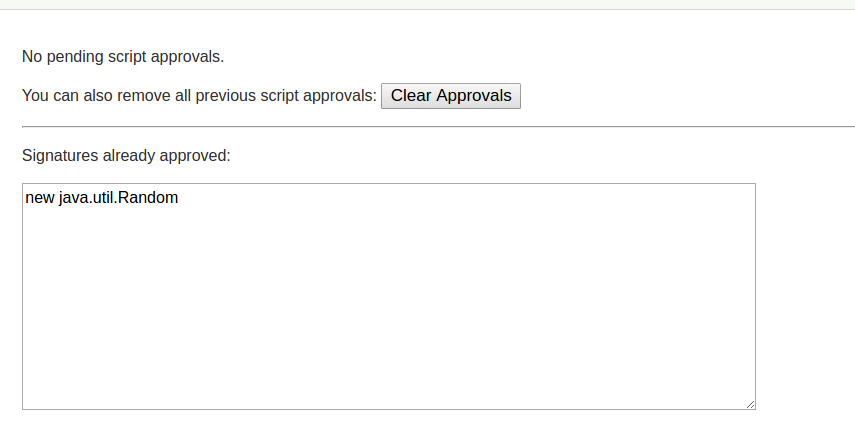 No pending script approvals.
You can also remove all previous script approvals: Clear Approvals
Signatures already approved:
new java.util.Random